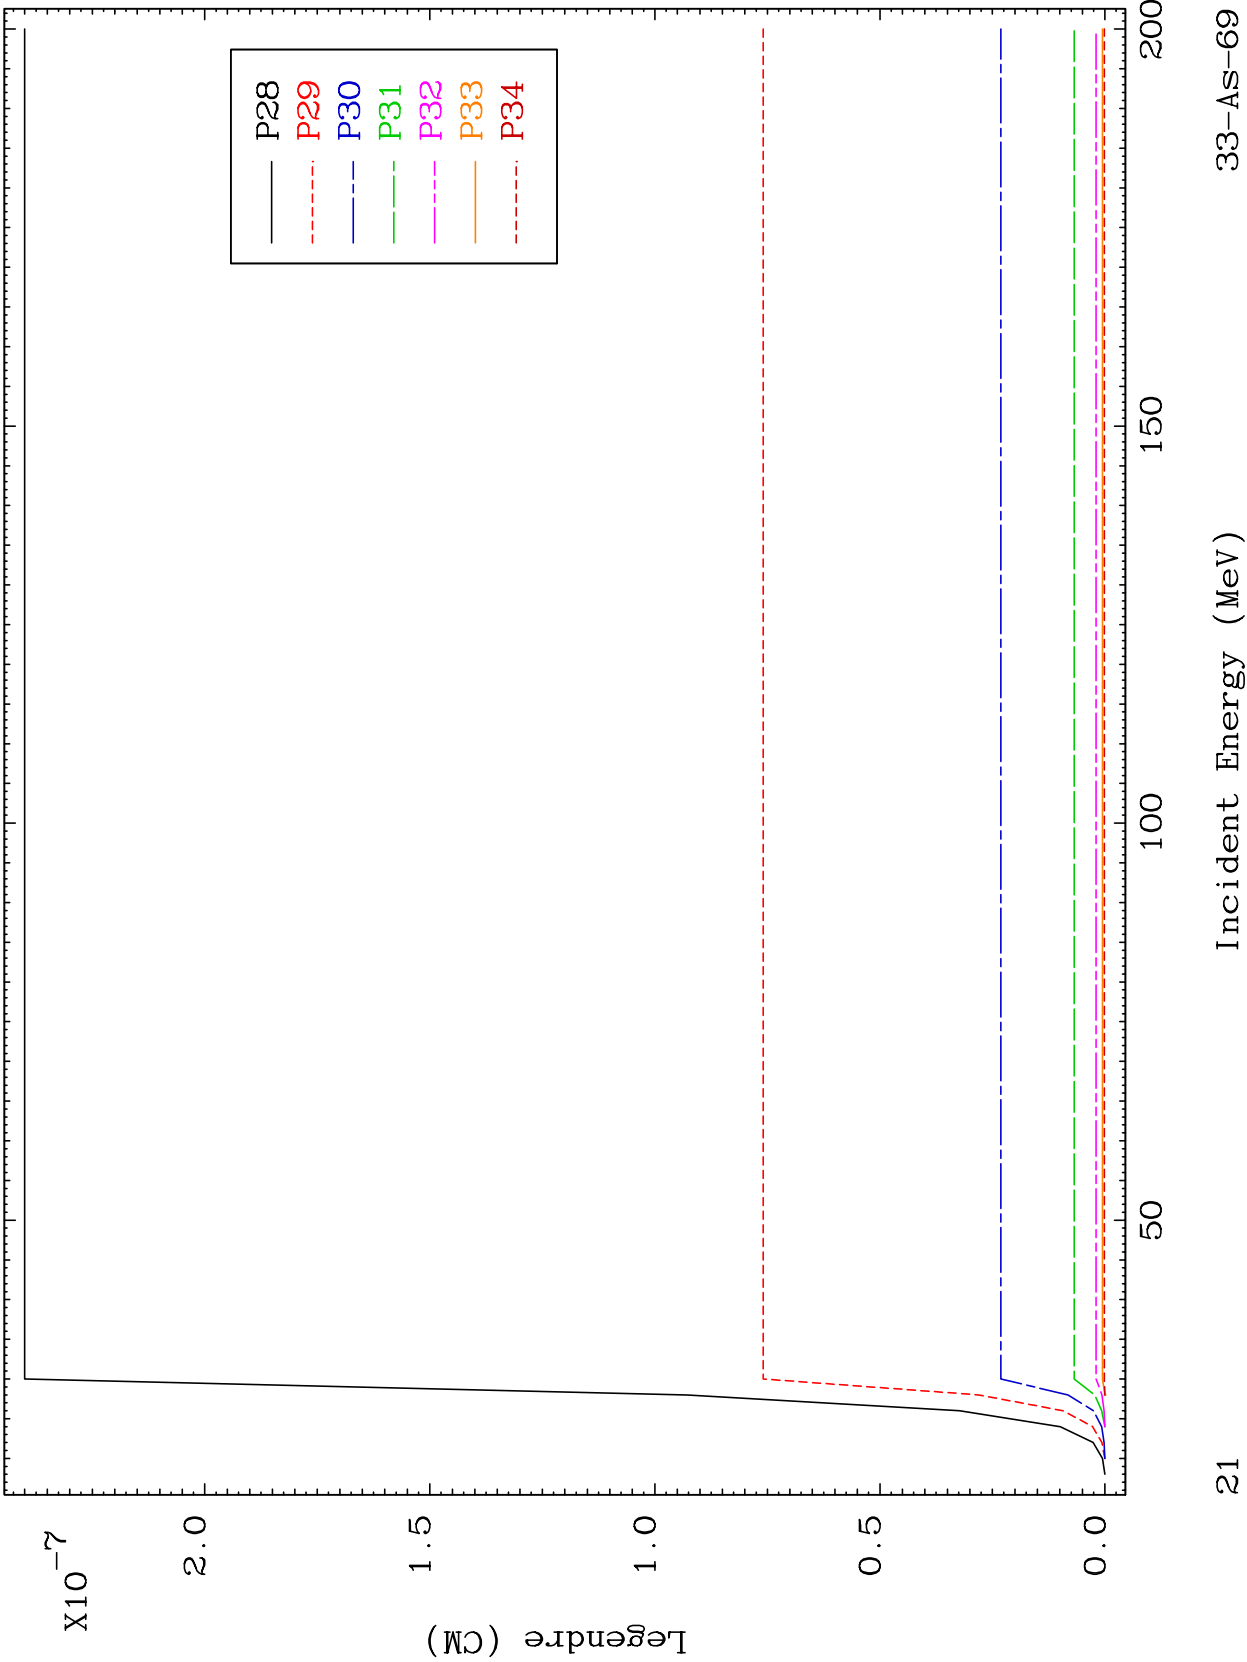 X10-7
2.0
1.5
1.0
0.5
0.0
Legendre (CM)
P28
P29
P30
P31
P32
P33
P34
50
100
150
200
Incident Energy (MeV)
21
33-As-69